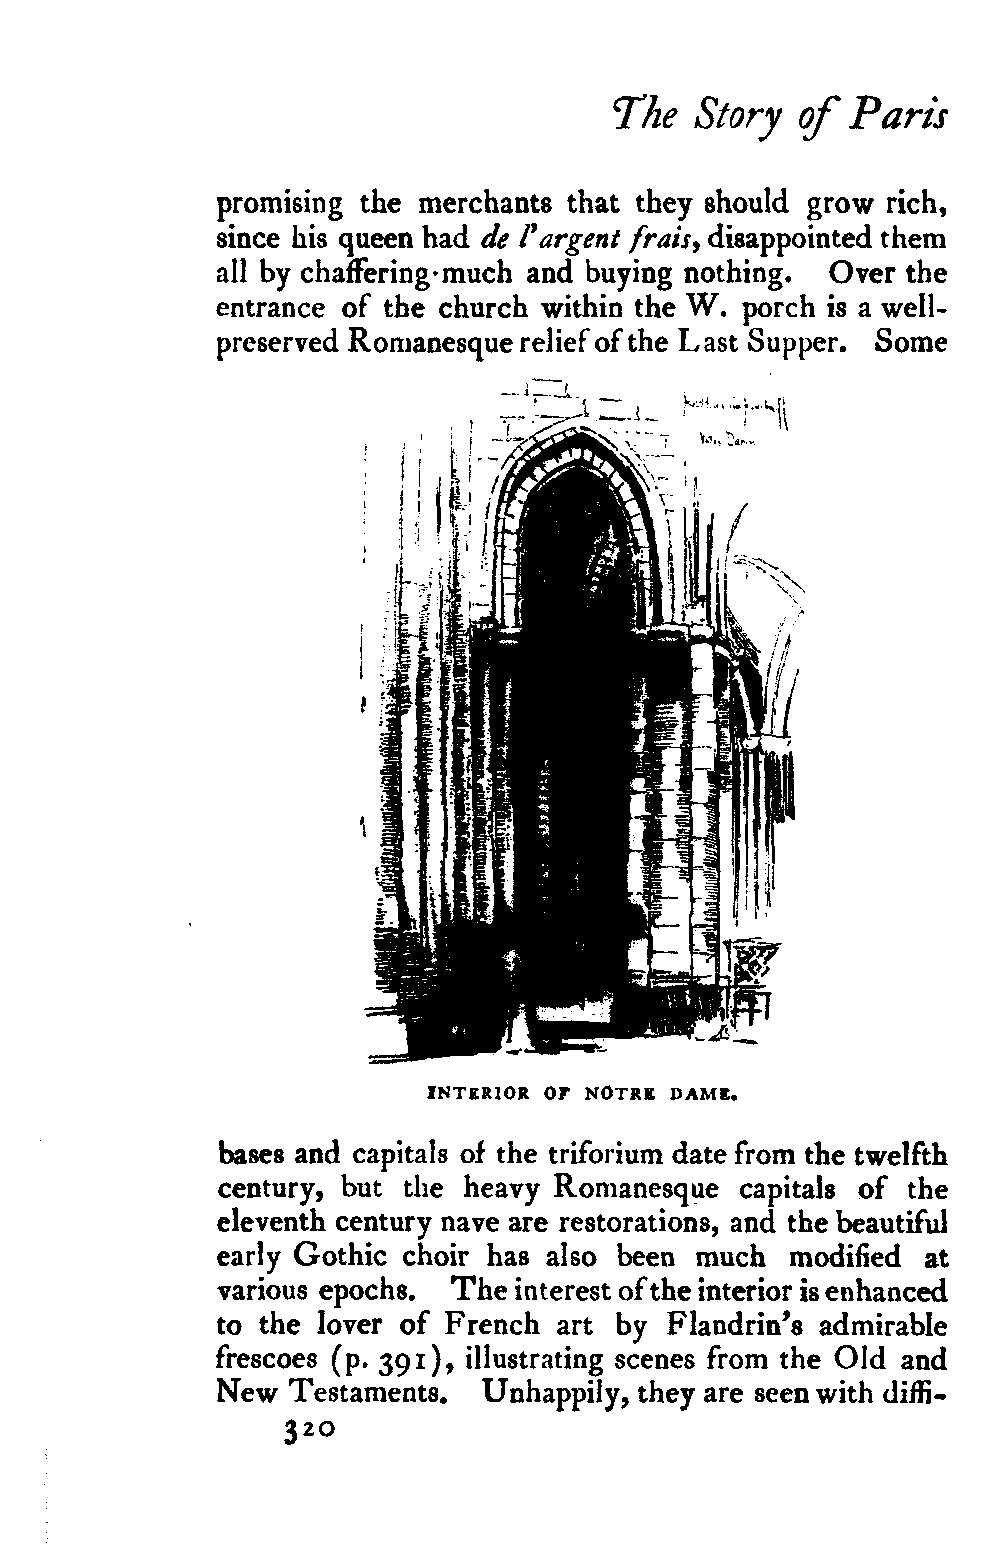 The Story of Paris
promising the merchants that they should grow rich,
since his queen had de l'argent frais, disappointed them
all by chaffering·much and buying nothing. Over the
entrance of the church within the W. porch is a well-
preserved Romanesque relief of the Last Supper. Some
Notre Dame
INTERIOR OF NOTRE DAME.
bases and capitals of the triforium date from the twelfth
century, but the heavy Romanesque capitals of the
eleventh century nave are restorations, and the beautiful
early Gothic choir has also been much modified at
various epochs. The interest of the interior is enhanced
to the lover of French art by Flandrin's admirable
frescoes (p. 391), illustrating scenes from the Old and
New Testaments. Unhappily, they are seen with diffi-
320